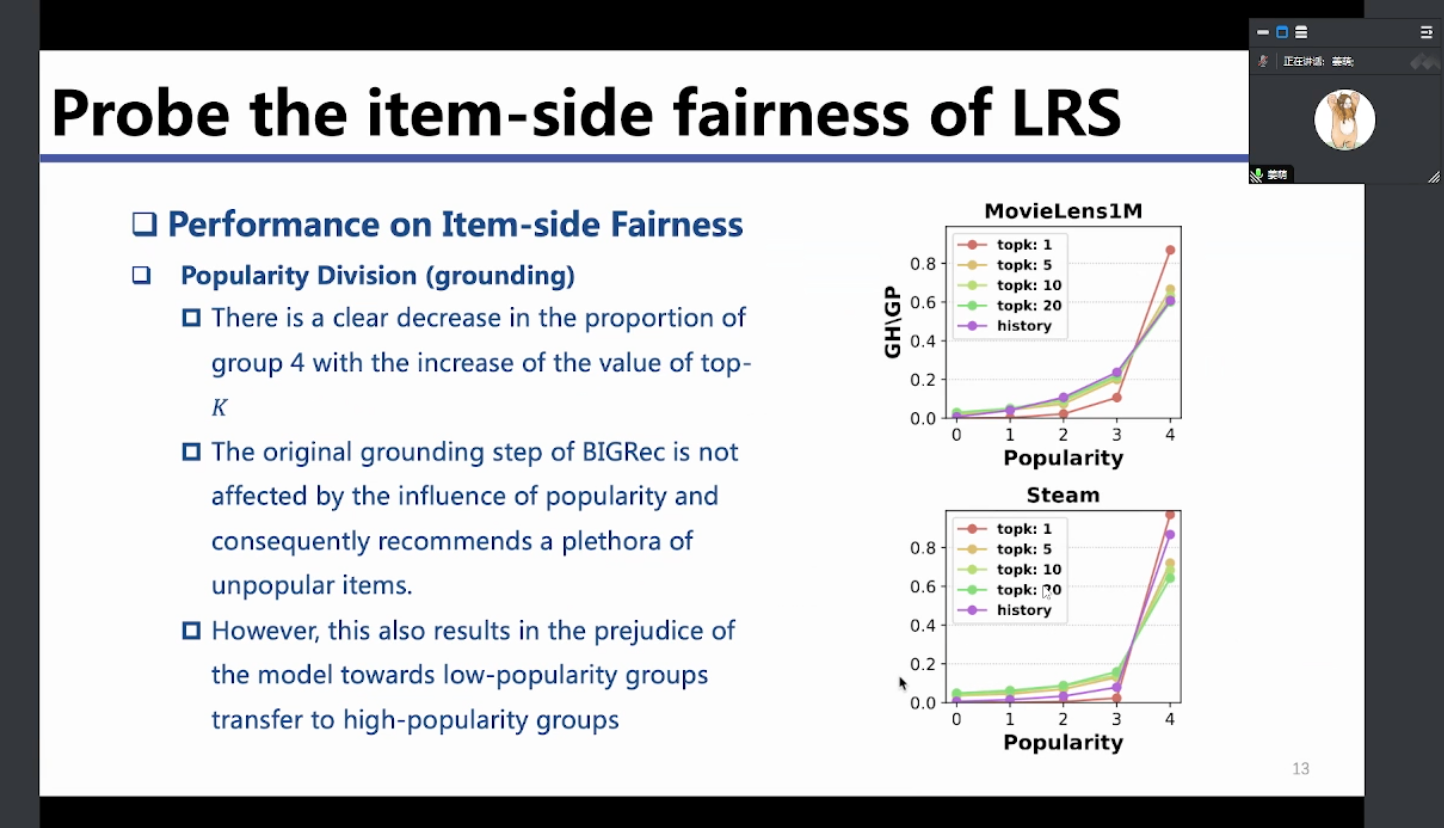 Probe the item-side fairness of LRS
正在讲话: 姜萌;
姜萌
Performance on Item-side Fairness
Popularity Division (grounding)
There is a clear decrease in the proportion of
group 4 with the increase of the value of top-
K
The original grounding step of BIGRec is not
affected by the influence of popularity and
consequently recommends a plethora of
unpopular items.
However, this also results in the prejudice of
the model towards low-popularity groups
transfer to high-popularity groups
MovieLens1M
topk: 1
topk: 5
topk: 10
topk: 20
history
GH\GP
0.8
0.6
0.4
0.2
0.0
0 1 2 3 4
Popularity
Steam
topk: 1
topk: 5
topk: 10
topk: 20
history
0.8
0.6
0.4
0.2
0.0
0 1 2 3 4
Popularity
13